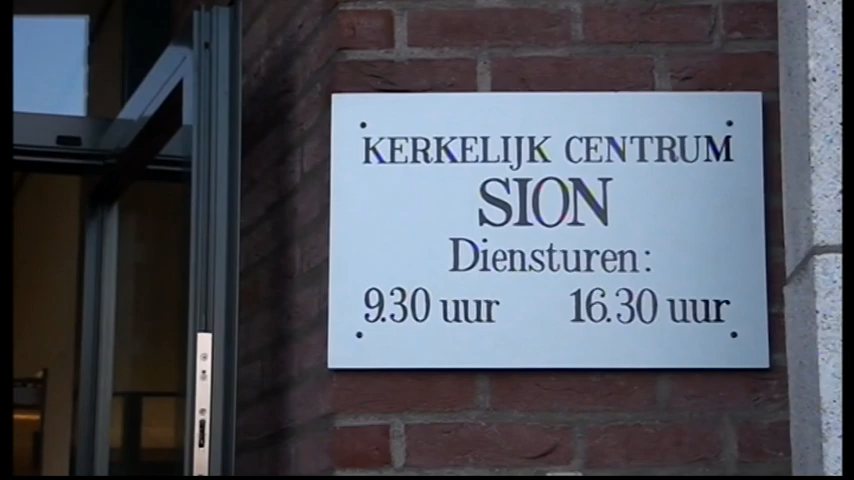 KERKELIJK CENTRUM
SION
Diensturen:
9.30 uur 16.30 uur